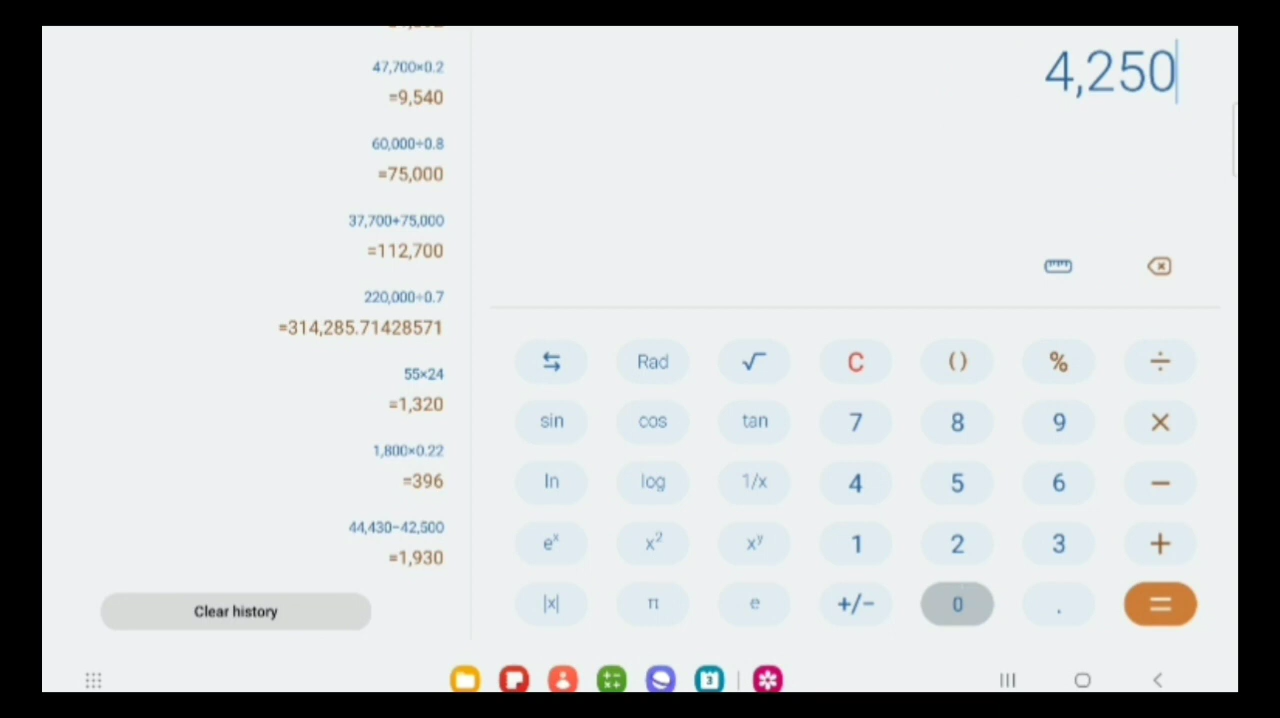 4,250
47,700×0.2
=9,540
60,000÷0.8
=75,000
37,700+75,000
=112,700
220,000÷0.7
=314,285.71428571
55×24
=1,320
1,800×0.22
=396
44,430−42,500
=1,930
Clear history
Rad √ C () % ÷
sin cos tan 7 8 9 ×
ln log 1/x 4 5 6 −
eˣ x² xʸ 1 2 3 +
|x| π e +/− 0 . =
3